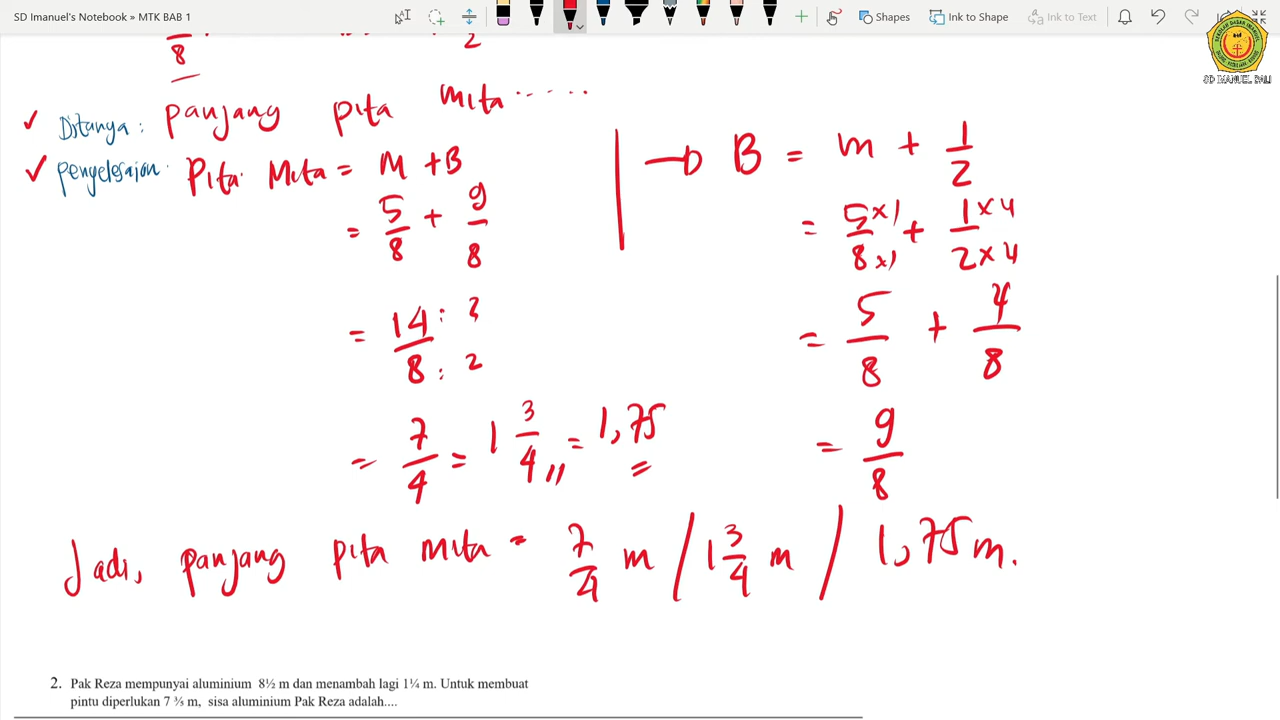 SD Imanuel's Notebook » MTK BAB 1
Shapes
Ink to Shape
Ink to Text
SD IMANUEL BALI
8
2
✓ Ditanya: panjang pita mita ......
✓ penyelesaian: Pita Mita = M + B
= 5/8 + 9/8
= 14 : 2 / 8 : 2
= 7/4 = 1 3/4 ,, = 1,75
→ B = m + 1/2
= 5 x 1 / 8 x 1 + 1 x 4 / 2 x 4
= 5/8 + 4/8
= 9/8
Jadi, panjang pita mita = 7/4 m / 1 3/4 m / 1,75 m.
2. Pak Reza mempunyai aluminium 8½ m dan menambah lagi 1¼ m. Untuk membuat
pintu diperlukan 7 ⅗ m, sisa aluminium Pak Reza adalah....